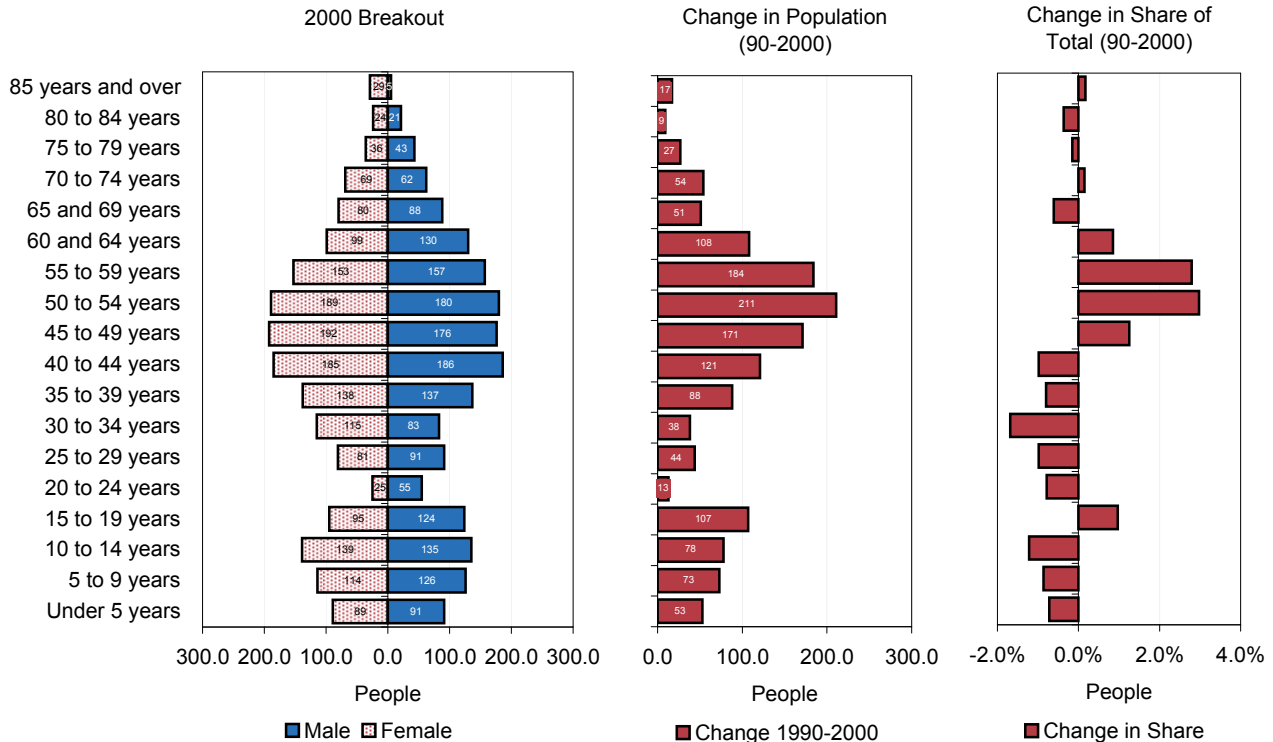 2000 Breakout
Change in Population
(90-2000)
Change in Share of
Total (90-2000)
85 years and over 29 5 17
80 to 84 years 24 21 9
75 to 79 years 36 43 27
70 to 74 years 69 62 54
65 and 69 years 80 88 51
60 and 64 years 99 130 108
55 to 59 years 153 157 184
50 to 54 years 189 180 211
45 to 49 years 192 176 171
40 to 44 years 185 186 121
35 to 39 years 138 137 88
30 to 34 years 115 83 38
25 to 29 years 81 91 44
20 to 24 years 25 55 13
15 to 19 years 95 124 107
10 to 14 years 139 135 78
5 to 9 years 114 126 73
Under 5 years 89 91 53
300.0 200.0 100.0 0.0 100.0 200.0 300.0
0.0 100.0 200.0 300.0
-2.0% 0.0% 2.0% 4.0%
People
People
People
Male Female
Change 1990-2000
Change in Share